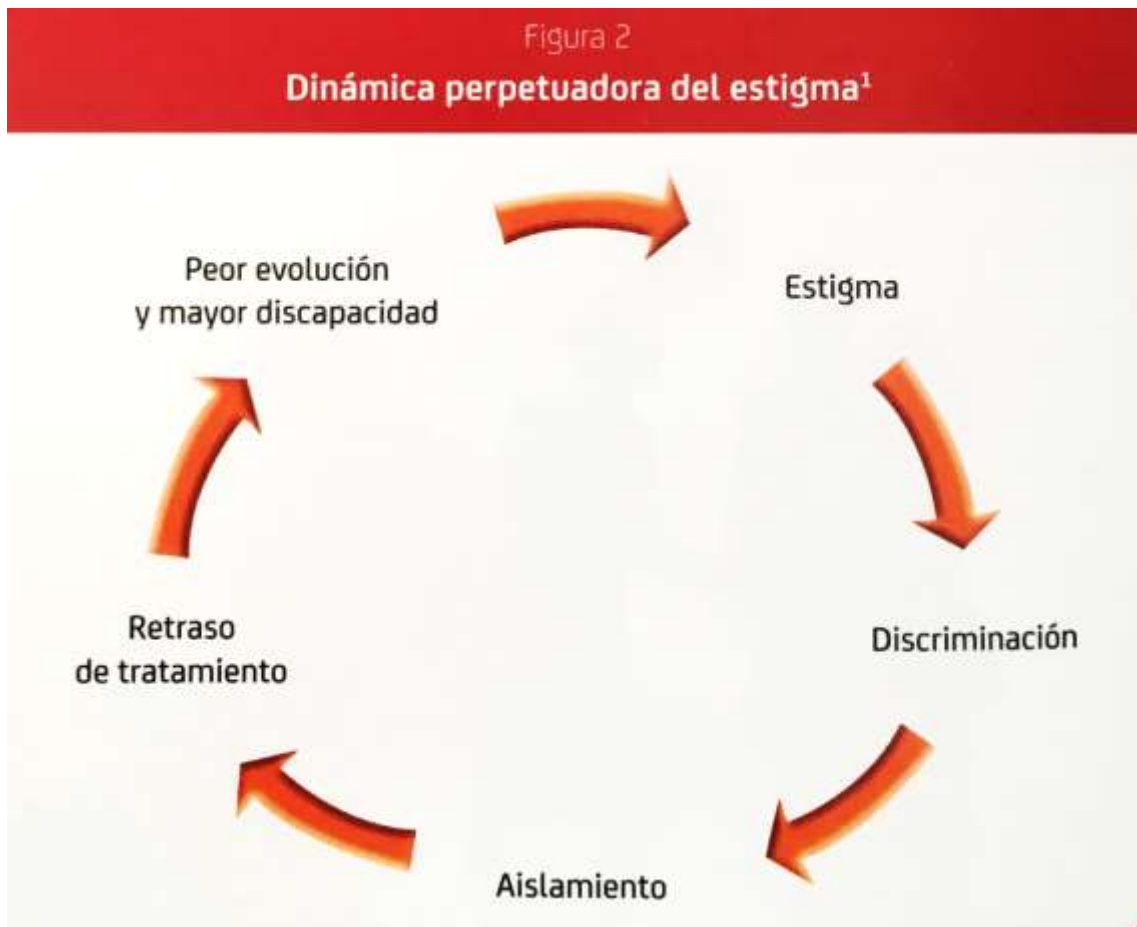 Figura 2
Dinámica perpetuadora del estigma¹
Peor evolución
y mayor discapacidad
Estigma
Retraso
de tratamiento
Discriminación
Aislamiento